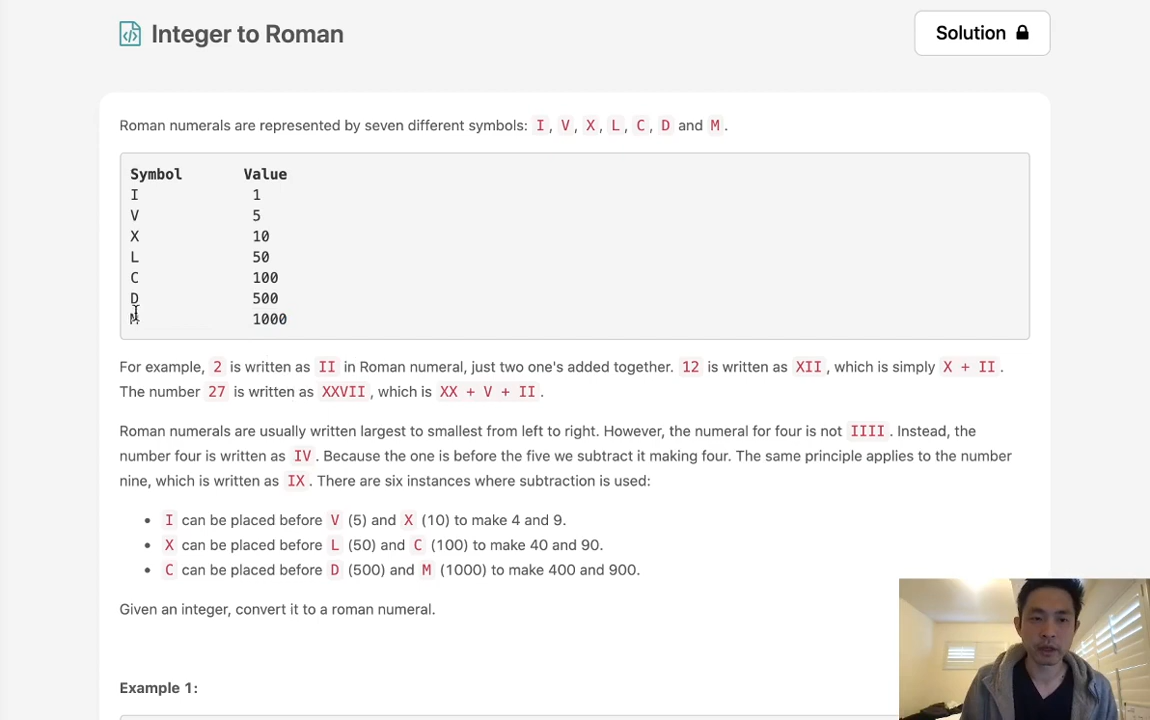 Integer to Roman
Solution
Roman numerals are represented by seven different symbols: I, V, X, L, C, D and M.
Symbol Value
I 1
V 5
X 10
L 50
C 100
D 500
M 1000
For example, 2 is written as II in Roman numeral, just two one's added together. 12 is written as XII, which is simply X + II.
The number 27 is written as XXVII, which is XX + V + II.
Roman numerals are usually written largest to smallest from left to right. However, the numeral for four is not IIII. Instead, the
number four is written as IV. Because the one is before the five we subtract it making four. The same principle applies to the number
nine, which is written as IX. There are six instances where subtraction is used:
• I can be placed before V (5) and X (10) to make 4 and 9.
• X can be placed before L (50) and C (100) to make 40 and 90.
• C can be placed before D (500) and M (1000) to make 400 and 900.
Given an integer, convert it to a roman numeral.
Example 1: